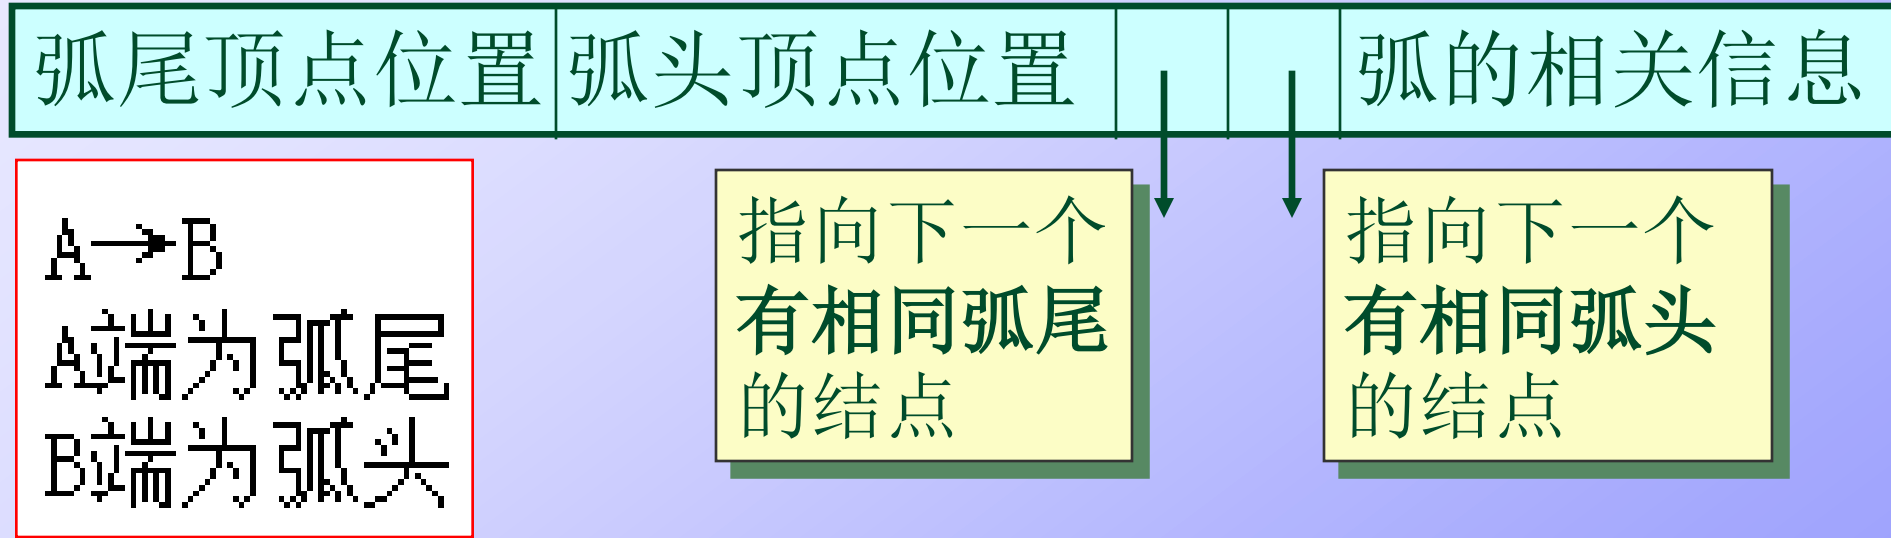 弧尾顶点位置 弧头顶点位置 弧的相关信息
A→B
A端为弧尾
B端为弧头
指向下一个
有相同弧尾
的结点
指向下一个
有相同弧头
的结点